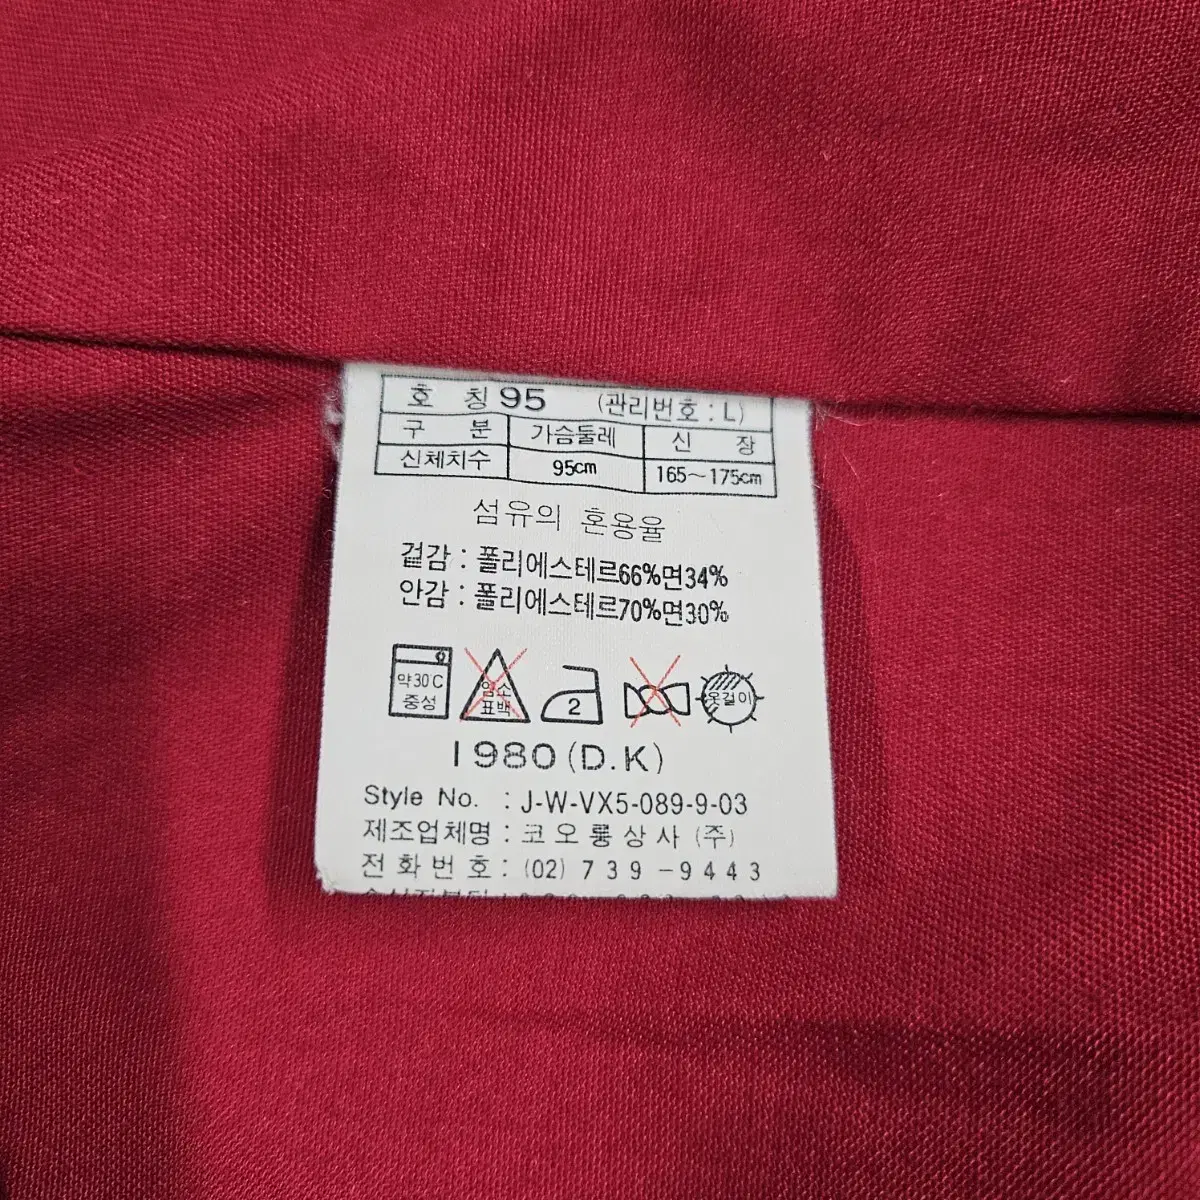 호 칭 95 (관리번호 : L)
구 분 가슴둘레 신 장
신체치수 95cm 165~175cm
섬유의 혼용율
겉감 : 폴리에스테르66%면34%
안감 : 폴리에스테르70%면30%
약30℃ 중성 염소 표백 2 옷걸이
1980(D.K)
Style No. : J-W-VX5-089-9-03
제조업체명 : 코오롱상사 (주)
전화번호 : (02) 739-9443